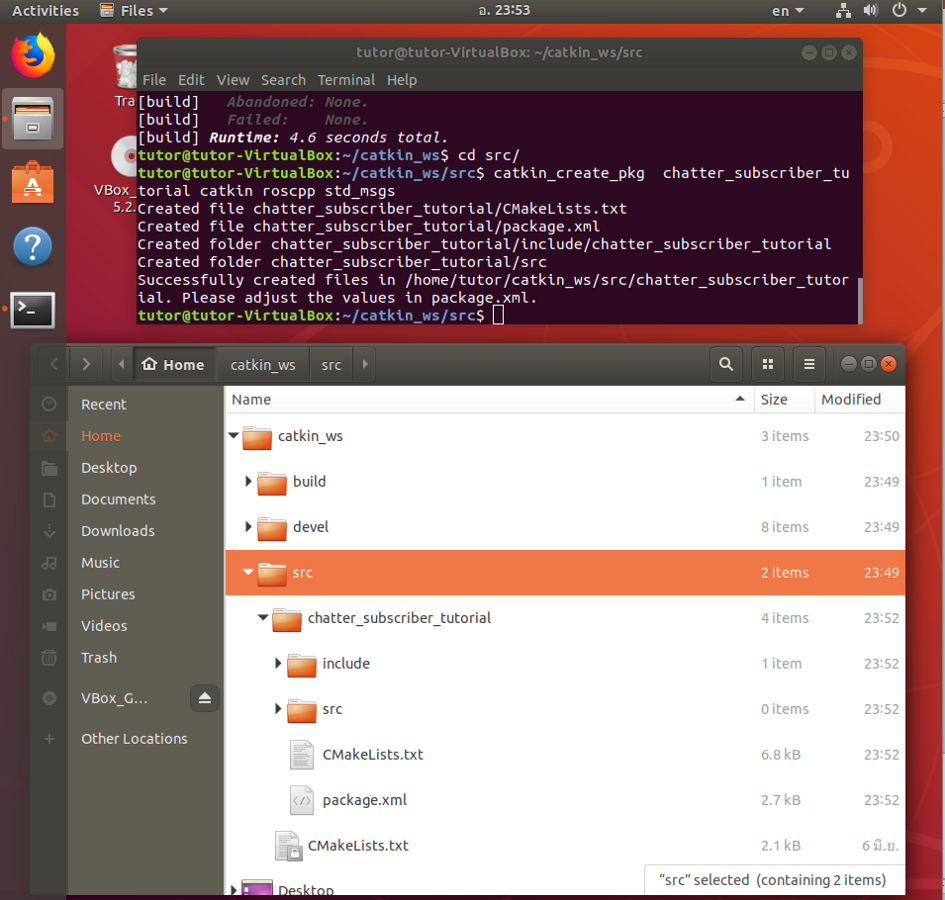 Activities Files อ. 23:53 en
Tra
VBox_
5.2.
tutor@tutor-VirtualBox: ~/catkin_ws/src
File Edit View Search Terminal Help
[build] Abandoned: None.
[build] Failed: None.
[build] Runtime: 4.6 seconds total.
tutor@tutor-VirtualBox:~/catkin_ws$ cd src/
tutor@tutor-VirtualBox:~/catkin_ws/src$ catkin_create_pkg  chatter_subscriber_tu
torial catkin roscpp std_msgs
Created file chatter_subscriber_tutorial/CMakeLists.txt
Created file chatter_subscriber_tutorial/package.xml
Created folder chatter_subscriber_tutorial/include/chatter_subscriber_tutorial
Created folder chatter_subscriber_tutorial/src
Successfully created files in /home/tutor/catkin_ws/src/chatter_subscriber_tutor
ial. Please adjust the values in package.xml.
tutor@tutor-VirtualBox:~/catkin_ws/src$
Home catkin_ws src
Recent
Home
Desktop
Documents
Downloads
Music
Pictures
Videos
Trash
VBox_G...
Other Locations
Name Size Modified
catkin_ws 3 items 23:50
build 1 item 23:49
devel 8 items 23:49
src 2 items 23:49
chatter_subscriber_tutorial 4 items 23:52
include 1 item 23:52
src 0 items 23:52
CMakeLists.txt 6.8 kB 23:52
package.xml 2.7 kB 23:52
CMakeLists.txt 2.1 kB 6 มิ.ย.
Desktop
“src” selected (containing 2 items)